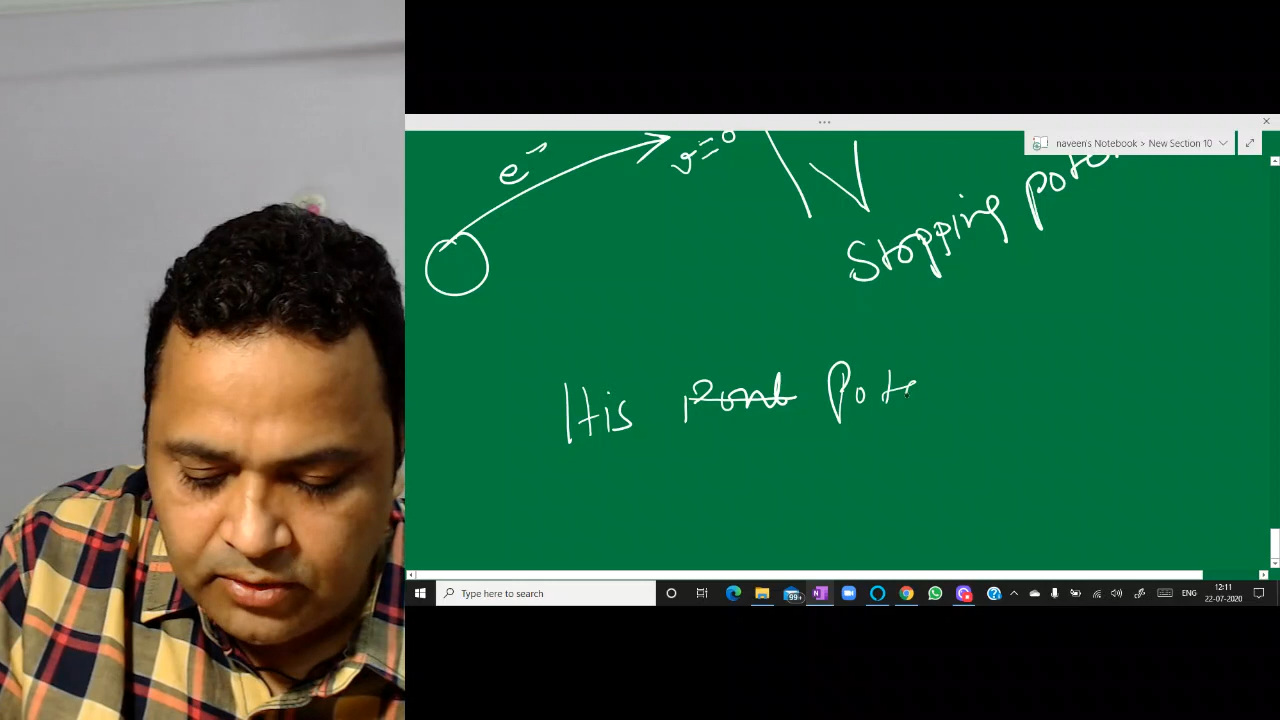 naveen's Notebook > New Section 10
e⁻
v=0
V
Stopping poten
It is Pont Pote
Type here to search
99+
ENG
12:11
22-07-2020